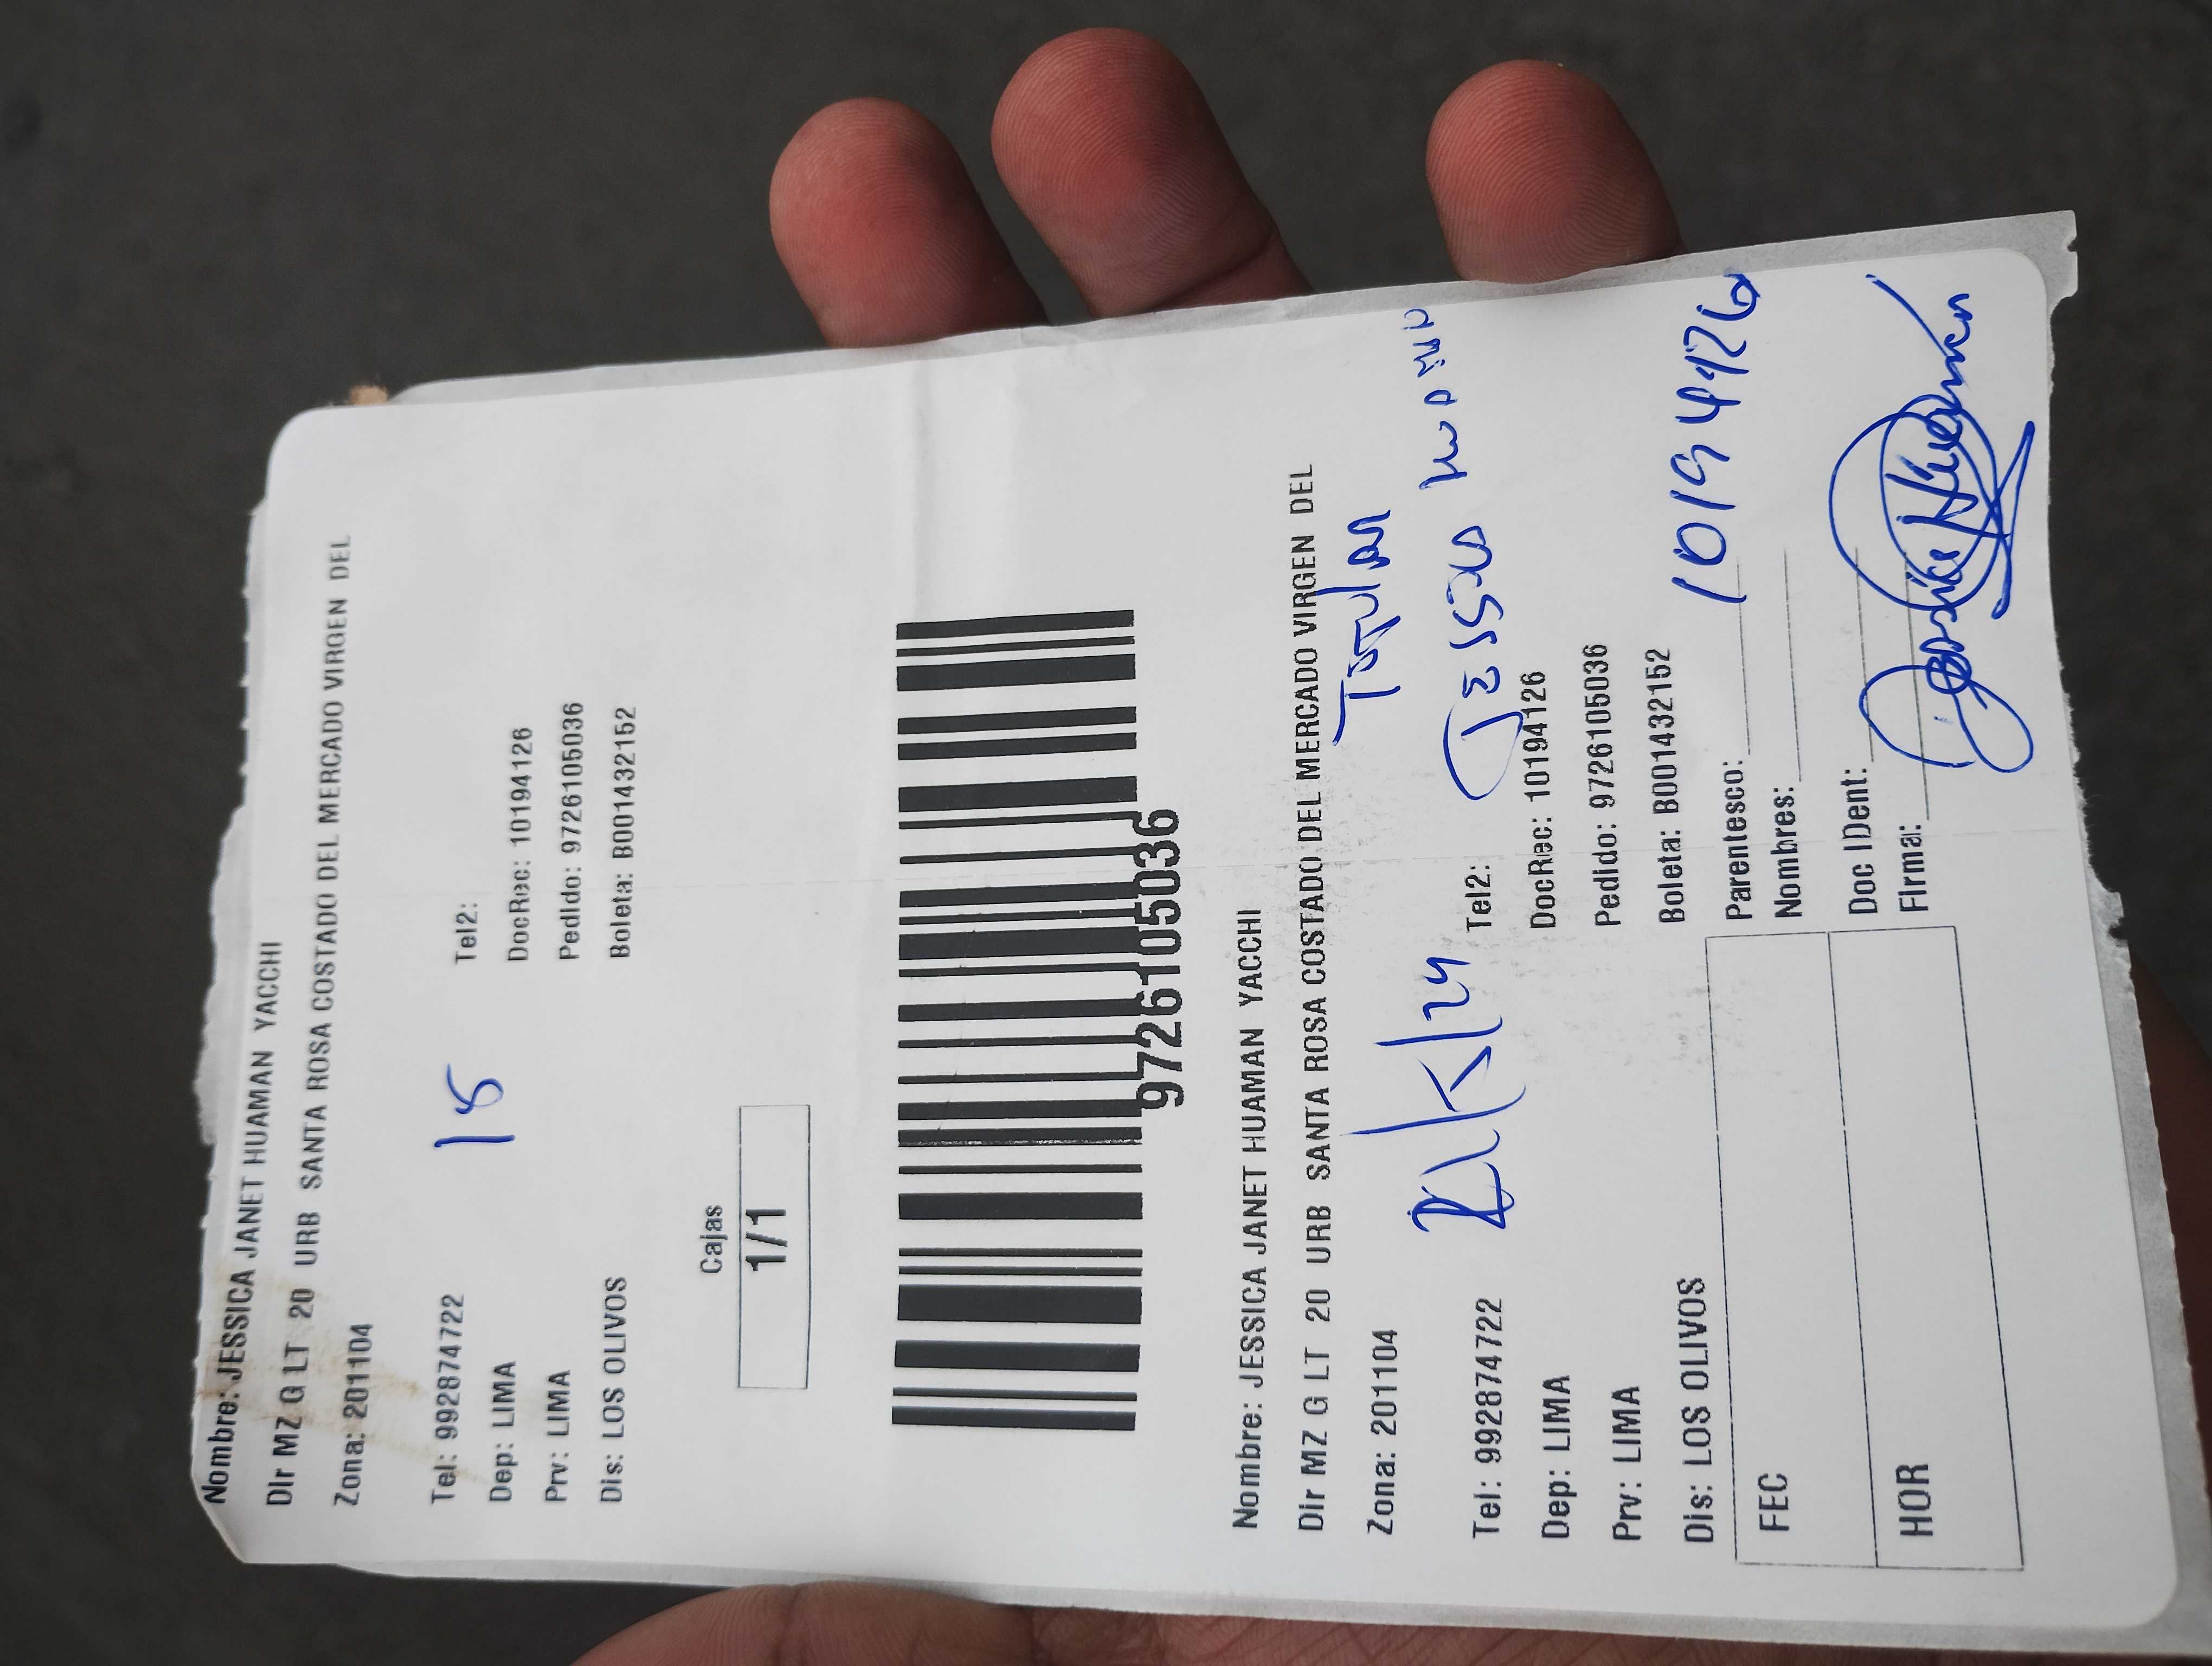 Nombre: JESSICA JANET HUAMAN YACCHI
Dir MZ G LT 20 URB SANTA ROSA COSTADO DEL MERCADO VIRGEN DEL
Zona: 201104
Tel: 992874722 18 Tel2:
Dep: LIMA DocRec: 10194126
Prv: LIMA Pedido: 9726105036
Dis: LOS OLIVOS Boleta: B001432152
Cajas
1/1
9726105036
Nombre: JESSICA JANET HUAMAN YACCHI
Dir MZ G LT 20 URB SANTA ROSA COSTADO DEL MERCADO VIRGEN DEL
Zona: 201104
Tel: 992874722 Tel2:
Dep: LIMA DocRec: 10194126
Prv: LIMA Pedido: 9726105036
Dis: LOS OLIVOS Boleta: B001432152
FEC Parentesco:
Nombres:
HOR Doc IDent:
Firma: